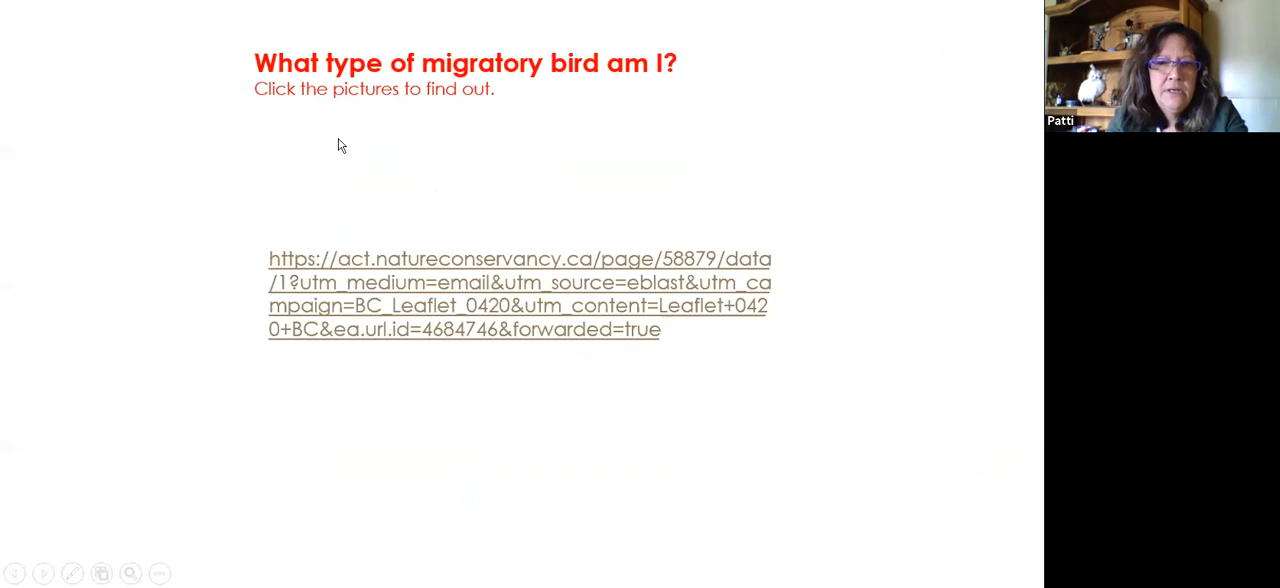 What type of migratory bird am I?
Click the pictures to find out.
Patti
https://act.natureconservancy.ca/page/58879/data
/1?utm_medium=email&utm_source=eblast&utm_ca
mpaign=BC_Leaflet_0420&utm_content=Leaflet+042
0+BC&ea.url.id=4684746&forwarded=true